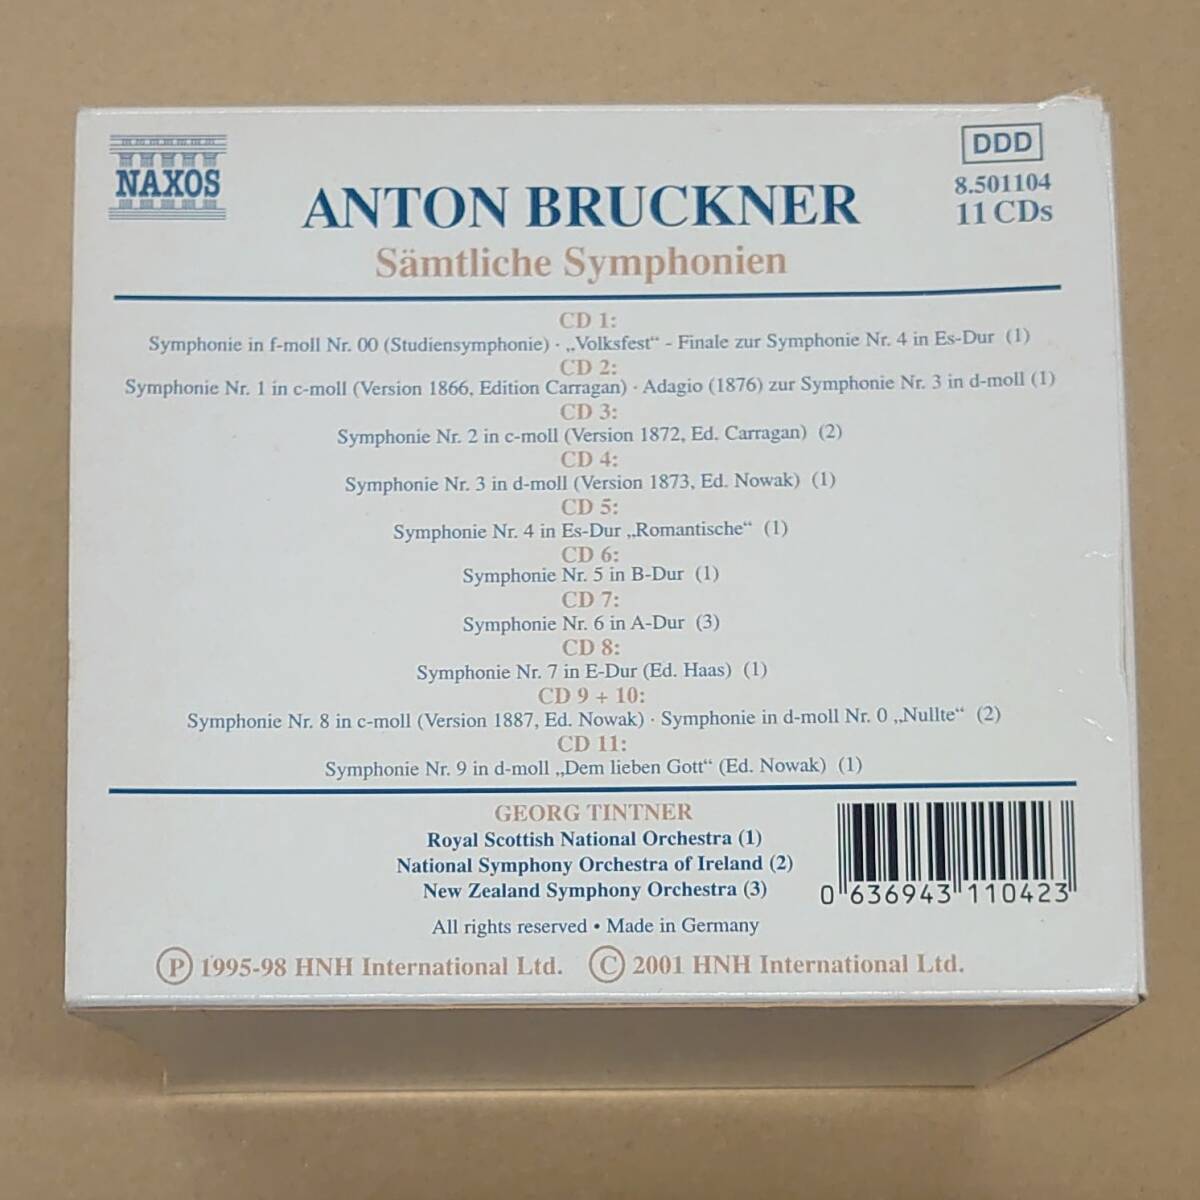 NAXOS
DDD
8.501104
11 CDs
ANTON BRUCKNER
Sämtliche Symphonien
CD 1:
Symphonie in f-moll Nr. 00 (Studiensymphonie) · „Volksfest“ - Finale zur Symphonie Nr. 4 in Es-Dur (1)
CD 2:
Symphonie Nr. 1 in c-moll (Version 1866, Edition Carragan) · Adagio (1876) zur Symphonie Nr. 3 in d-moll (1)
CD 3:
Symphonie Nr. 2 in c-moll (Version 1872, Ed. Carragan) (2)
CD 4:
Symphonie Nr. 3 in d-moll (Version 1873, Ed. Nowak) (1)
CD 5:
Symphonie Nr. 4 in Es-Dur „Romantische“ (1)
CD 6:
Symphonie Nr. 5 in B-Dur (1)
CD 7:
Symphonie Nr. 6 in A-Dur (3)
CD 8:
Symphonie Nr. 7 in E-Dur (Ed. Haas) (1)
CD 9 + 10:
Symphonie Nr. 8 in c-moll (Version 1887, Ed. Nowak) · Symphonie in d-moll Nr. 0 „Nullte“ (2)
CD 11:
Symphonie Nr. 9 in d-moll „Dem lieben Gott“ (Ed. Nowak) (1)
GEORG TINTNER
Royal Scottish National Orchestra (1)
National Symphony Orchestra of Ireland (2)
New Zealand Symphony Orchestra (3)
0 636943 110423
All rights reserved • Made in Germany
Ⓟ 1995-98 HNH International Ltd. © 2001 HNH International Ltd.